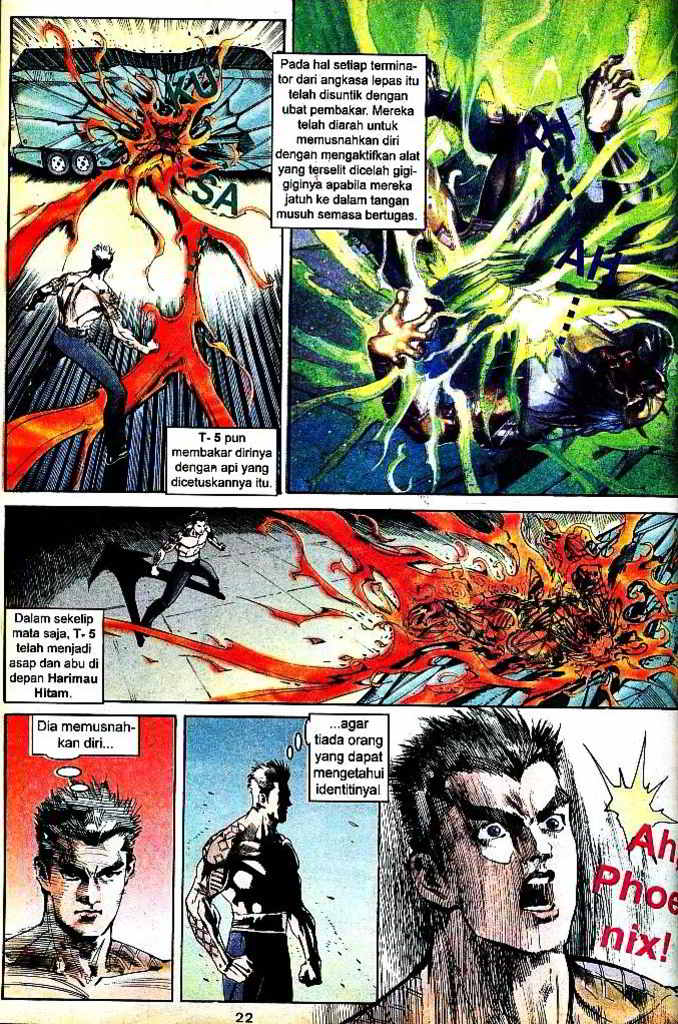 KU
SA
Pada hal setiap termina-
tor dari angkasa lepas itu
telah disuntik dengan
ubat pembakar. Mereka
telah diarah untuk
memusnahkan diri
dengan mengaktifkan alat
yang terselit dicelah gigi-
giginya apabila mereka
jatuh ke dalam tangan
musuh semasa bertugas.
AH
AH
T- 5 pun
membakar dirinya
dengan api yang
dicetuskannya itu.
Dalam sekelip
mata saja, T- 5
telah menjadi
asap dan abu di
depan Harimau
Hitam.
Dia memusnah-
kan diri...
...agar
tiada orang
yang dapat
mengetahui
identitinya!
Ah,
Phoe
nix!
22